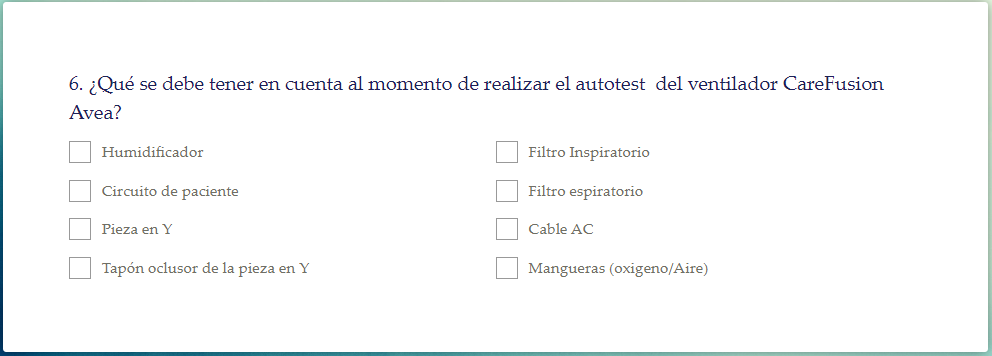 6. ¿Qué se debe tener en cuenta al momento de realizar el autotest del ventilador CareFusion
Avea?
Humidificador
Circuito de paciente
Pieza en Y
Tapón oclusor de la pieza en Y
Filtro Inspiratorio
Filtro espiratorio
Cable AC
Mangueras (oxigeno/Aire)